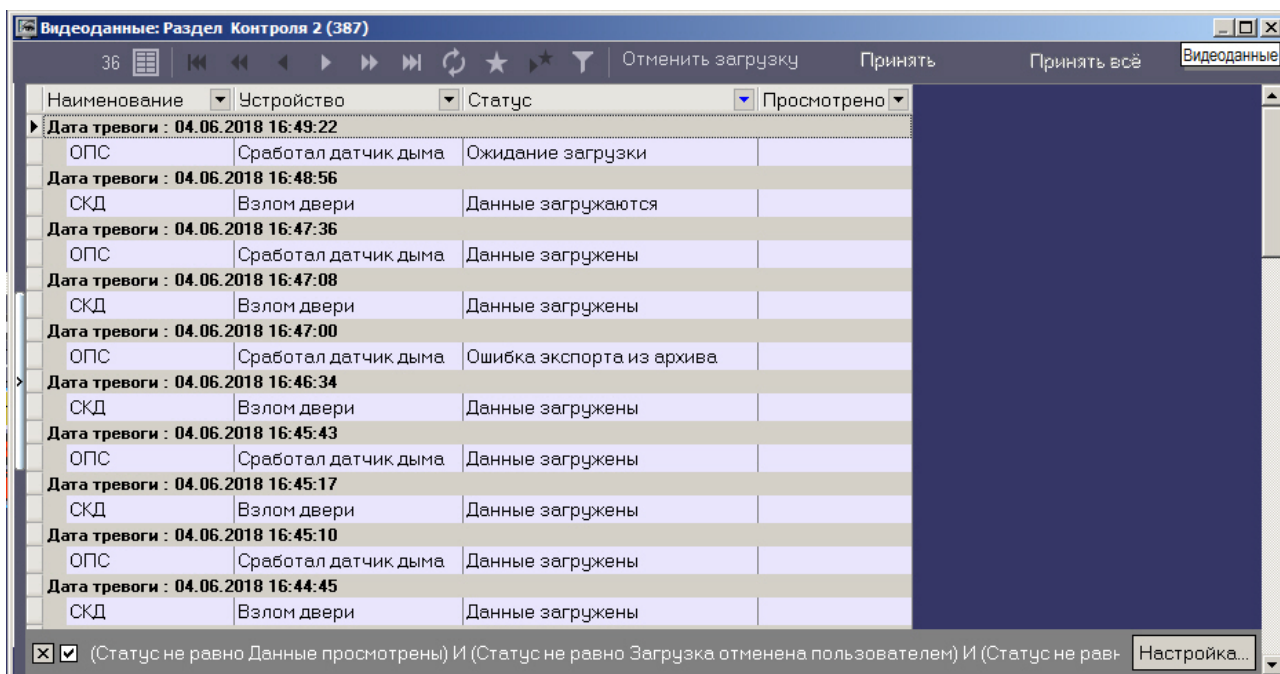 Видеоданные: Раздел Контроля 2 (387)
36 Отменить загрузку Принять Принять всё Видеоданные
Наименование Устройство Статус Просмотрено
Дата тревоги : 04.06.2018 16:49:22
ОПС Сработал датчик дыма Ожидание загрузки
Дата тревоги : 04.06.2018 16:48:56
СКД Взлом двери Данные загружаются
Дата тревоги : 04.06.2018 16:47:36
ОПС Сработал датчик дыма Данные загружены
Дата тревоги : 04.06.2018 16:47:08
СКД Взлом двери Данные загружены
Дата тревоги : 04.06.2018 16:47:00
ОПС Сработал датчик дыма Ошибка экспорта из архива
Дата тревоги : 04.06.2018 16:46:34
СКД Взлом двери Данные загружены
Дата тревоги : 04.06.2018 16:45:43
ОПС Сработал датчик дыма Данные загружены
Дата тревоги : 04.06.2018 16:45:17
СКД Взлом двери Данные загружены
Дата тревоги : 04.06.2018 16:45:10
ОПС Сработал датчик дыма Данные загружены
Дата тревоги : 04.06.2018 16:44:45
СКД Взлом двери Данные загружены
(Статус не равно Данные просмотрены) И (Статус не равно Загрузка отменена пользователем) И (Статус не равн Настройка...